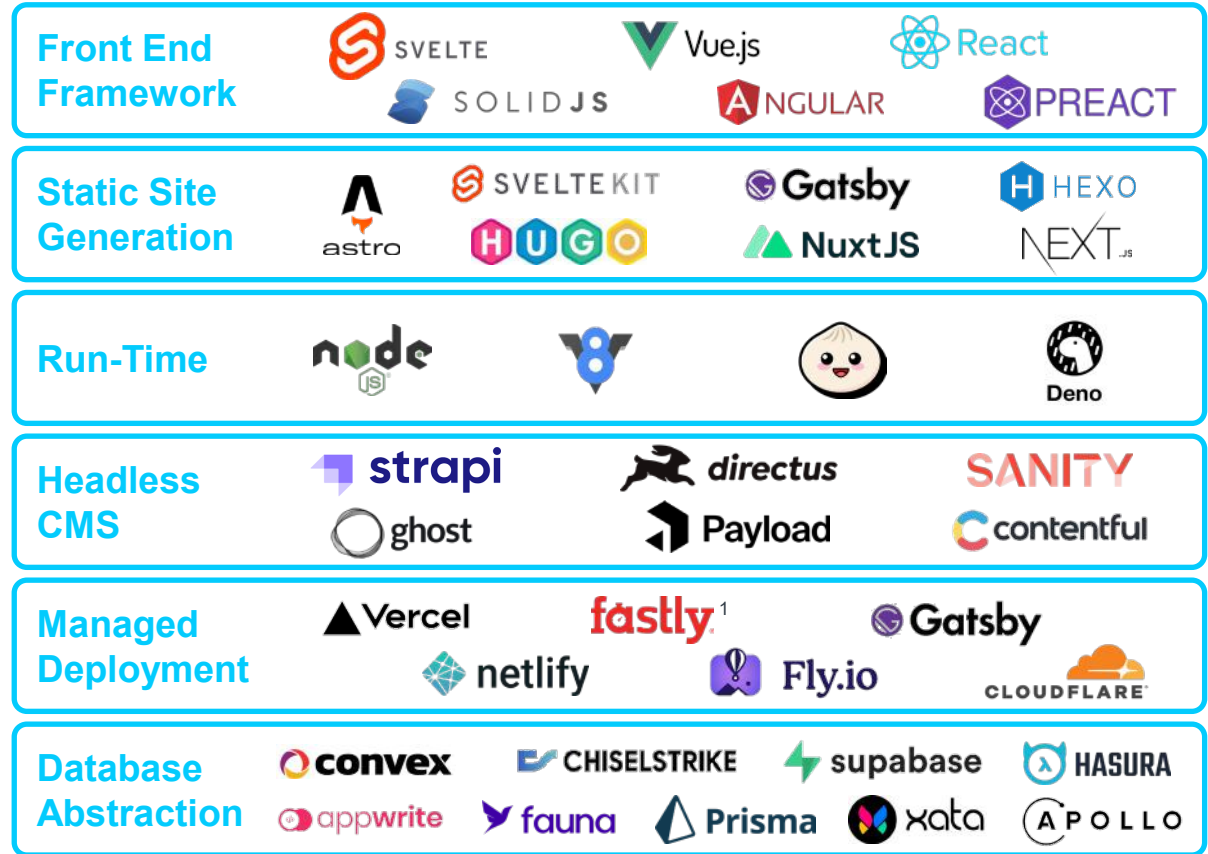 Front End
Framework
SVELTE
Vue.js
React
SOLIDJS
ANGULAR
PREACT
Static Site
Generation
astro
SVELTEKIT
Gatsby
H HEXO
HUGO
NuxtJS
NEXT.JS
Run-Time
node
JS
8
Deno
Headless
CMS
strapi
directus
SANITY
ghost
Payload
contentful
Managed
Deployment
Vercel
fastly 1
Gatsby
netlify
Fly.io
CLOUDFLARE
Database
Abstraction
convex
CHISELSTRIKE
supabase
HASURA
appwrite
fauna
Prisma
xata
APOLLO